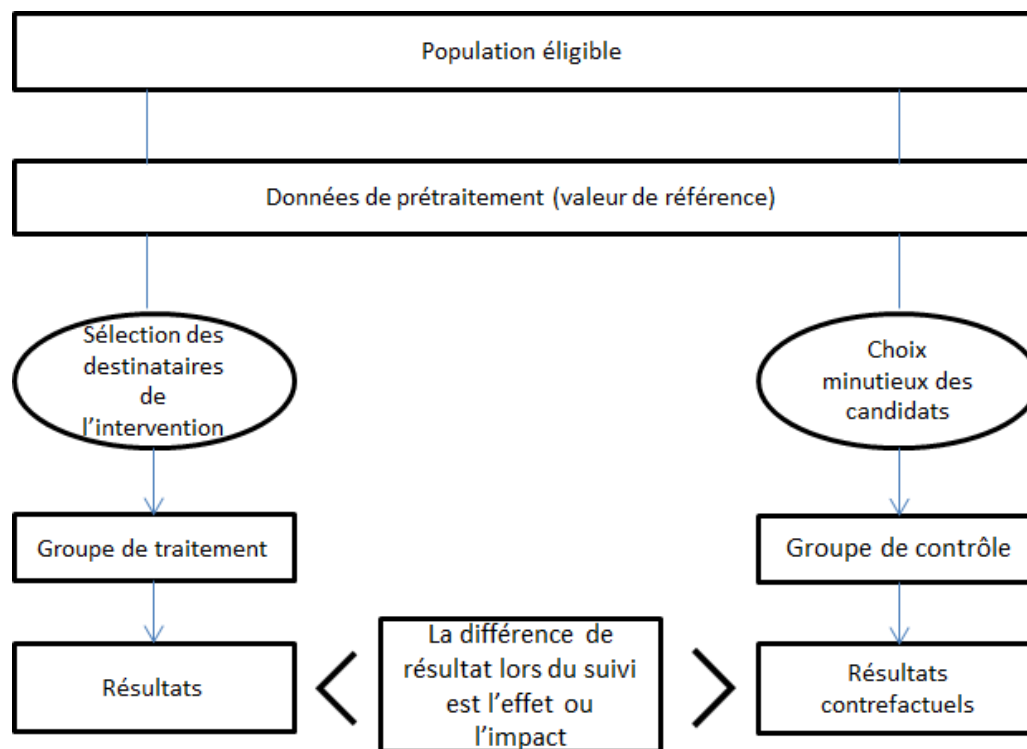 Population éligible
Données de prétraitement (valeur de référence)
Sélection des
destinataires
de
l'intervention
Choix
minutieux des
candidats
Groupe de traitement
Groupe de contrôle
Résultats
La différence de
résultat lors du suivi
est l'effet ou
l'impact
Résultats
contrefactuels